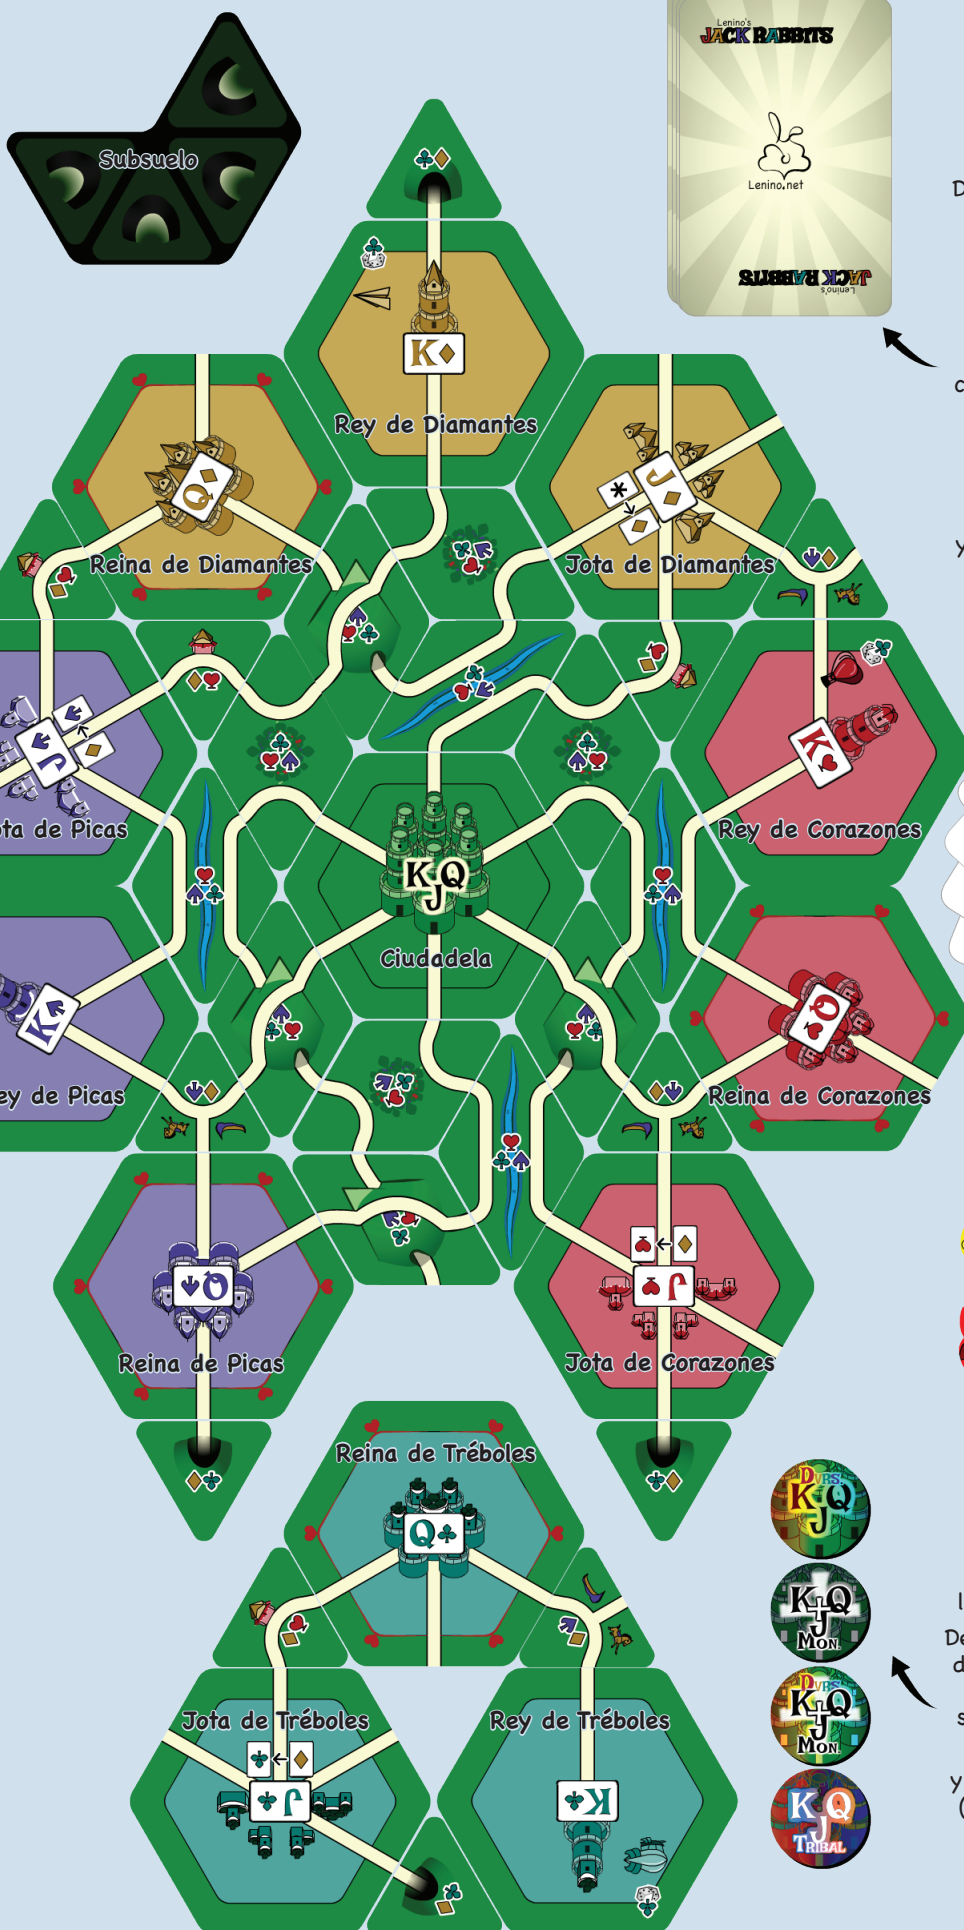 Lenino's
JACK RABBITS
Subsuelo
Lenino.net
JACK RABBITS
Lenino's
D
K
Rey de Diamantes
c
Q
J
*
Reina de Diamantes
Jota de Diamantes
y
J
K
ta de Picas
Rey de Corazones
K Q
J
Ciudadela
K
Q
ey de Picas
Reina de Corazones
Q
J
Reina de Picas
Jota de Corazones
Reina de Tréboles
Q
DVRS.
K Q
J
K Q
J
MON.
l
De
d
Jota de Tréboles
Rey de Tréboles
DVRS.
K Q
J
MON.
s
J
K
K Q
J
TRIBAL
y
(